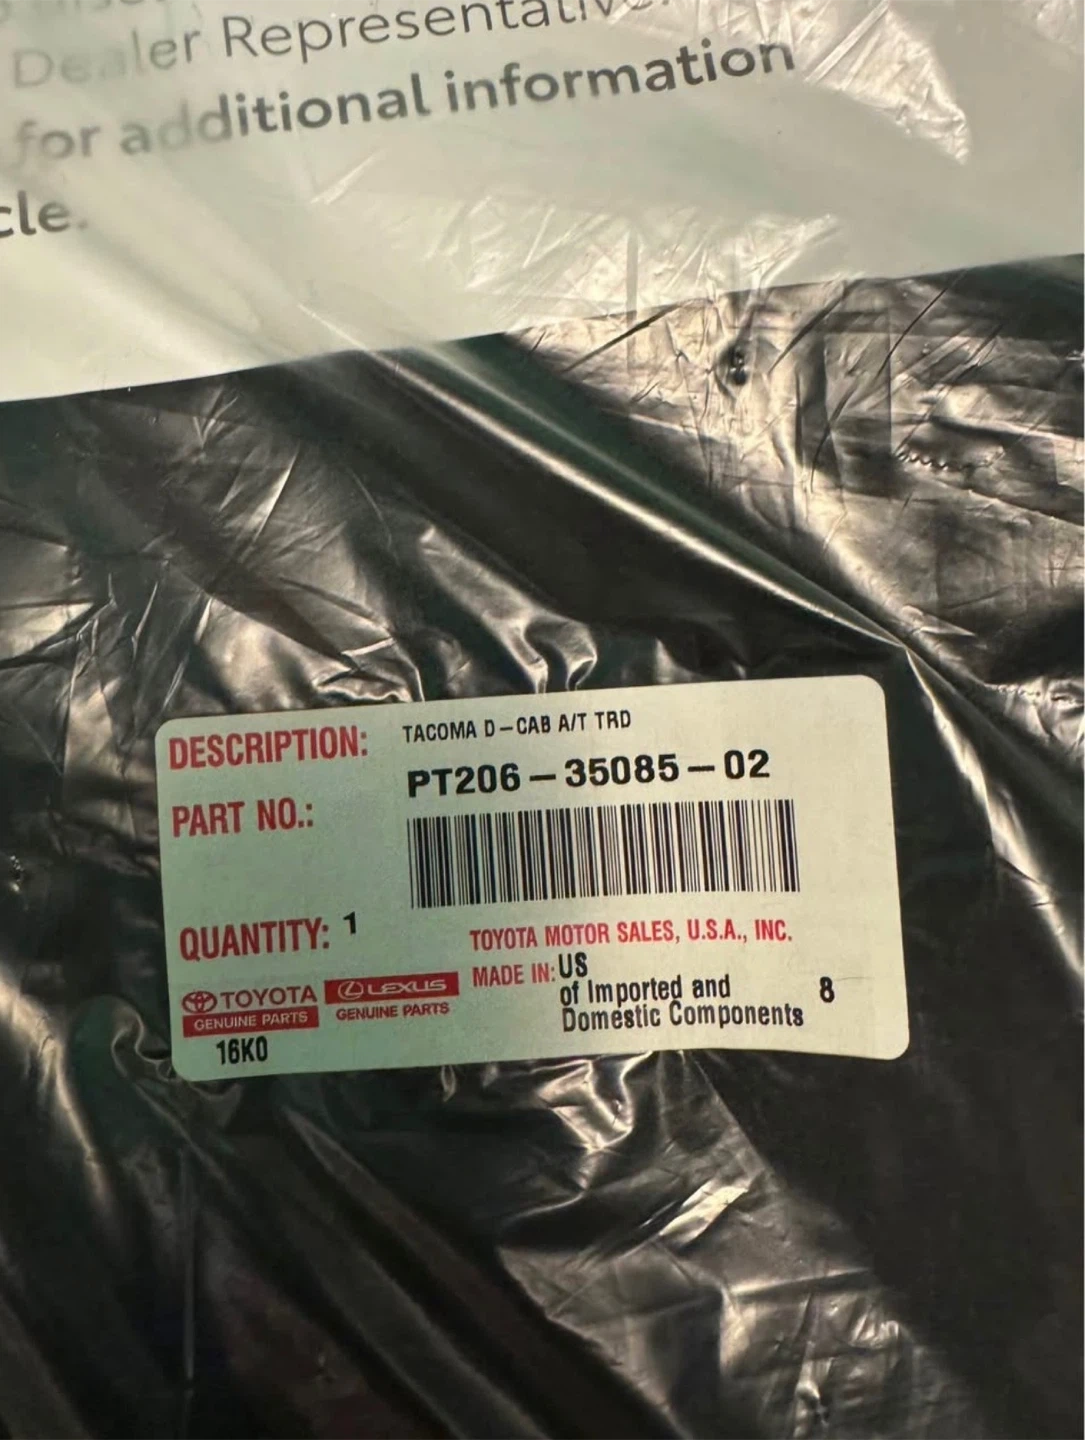 Dealer Representative.
for additional information
cle.
DESCRIPTION: TACOMA D-CAB A/T TRD
PART NO.: PT206-35085-02
QUANTITY: 1
TOYOTA MOTOR SALES, U.S.A., INC.
MADE IN: US
of Imported and
Domestic Components
8
TOYOTA
GENUINE PARTS
LEXUS
GENUINE PARTS
16K0